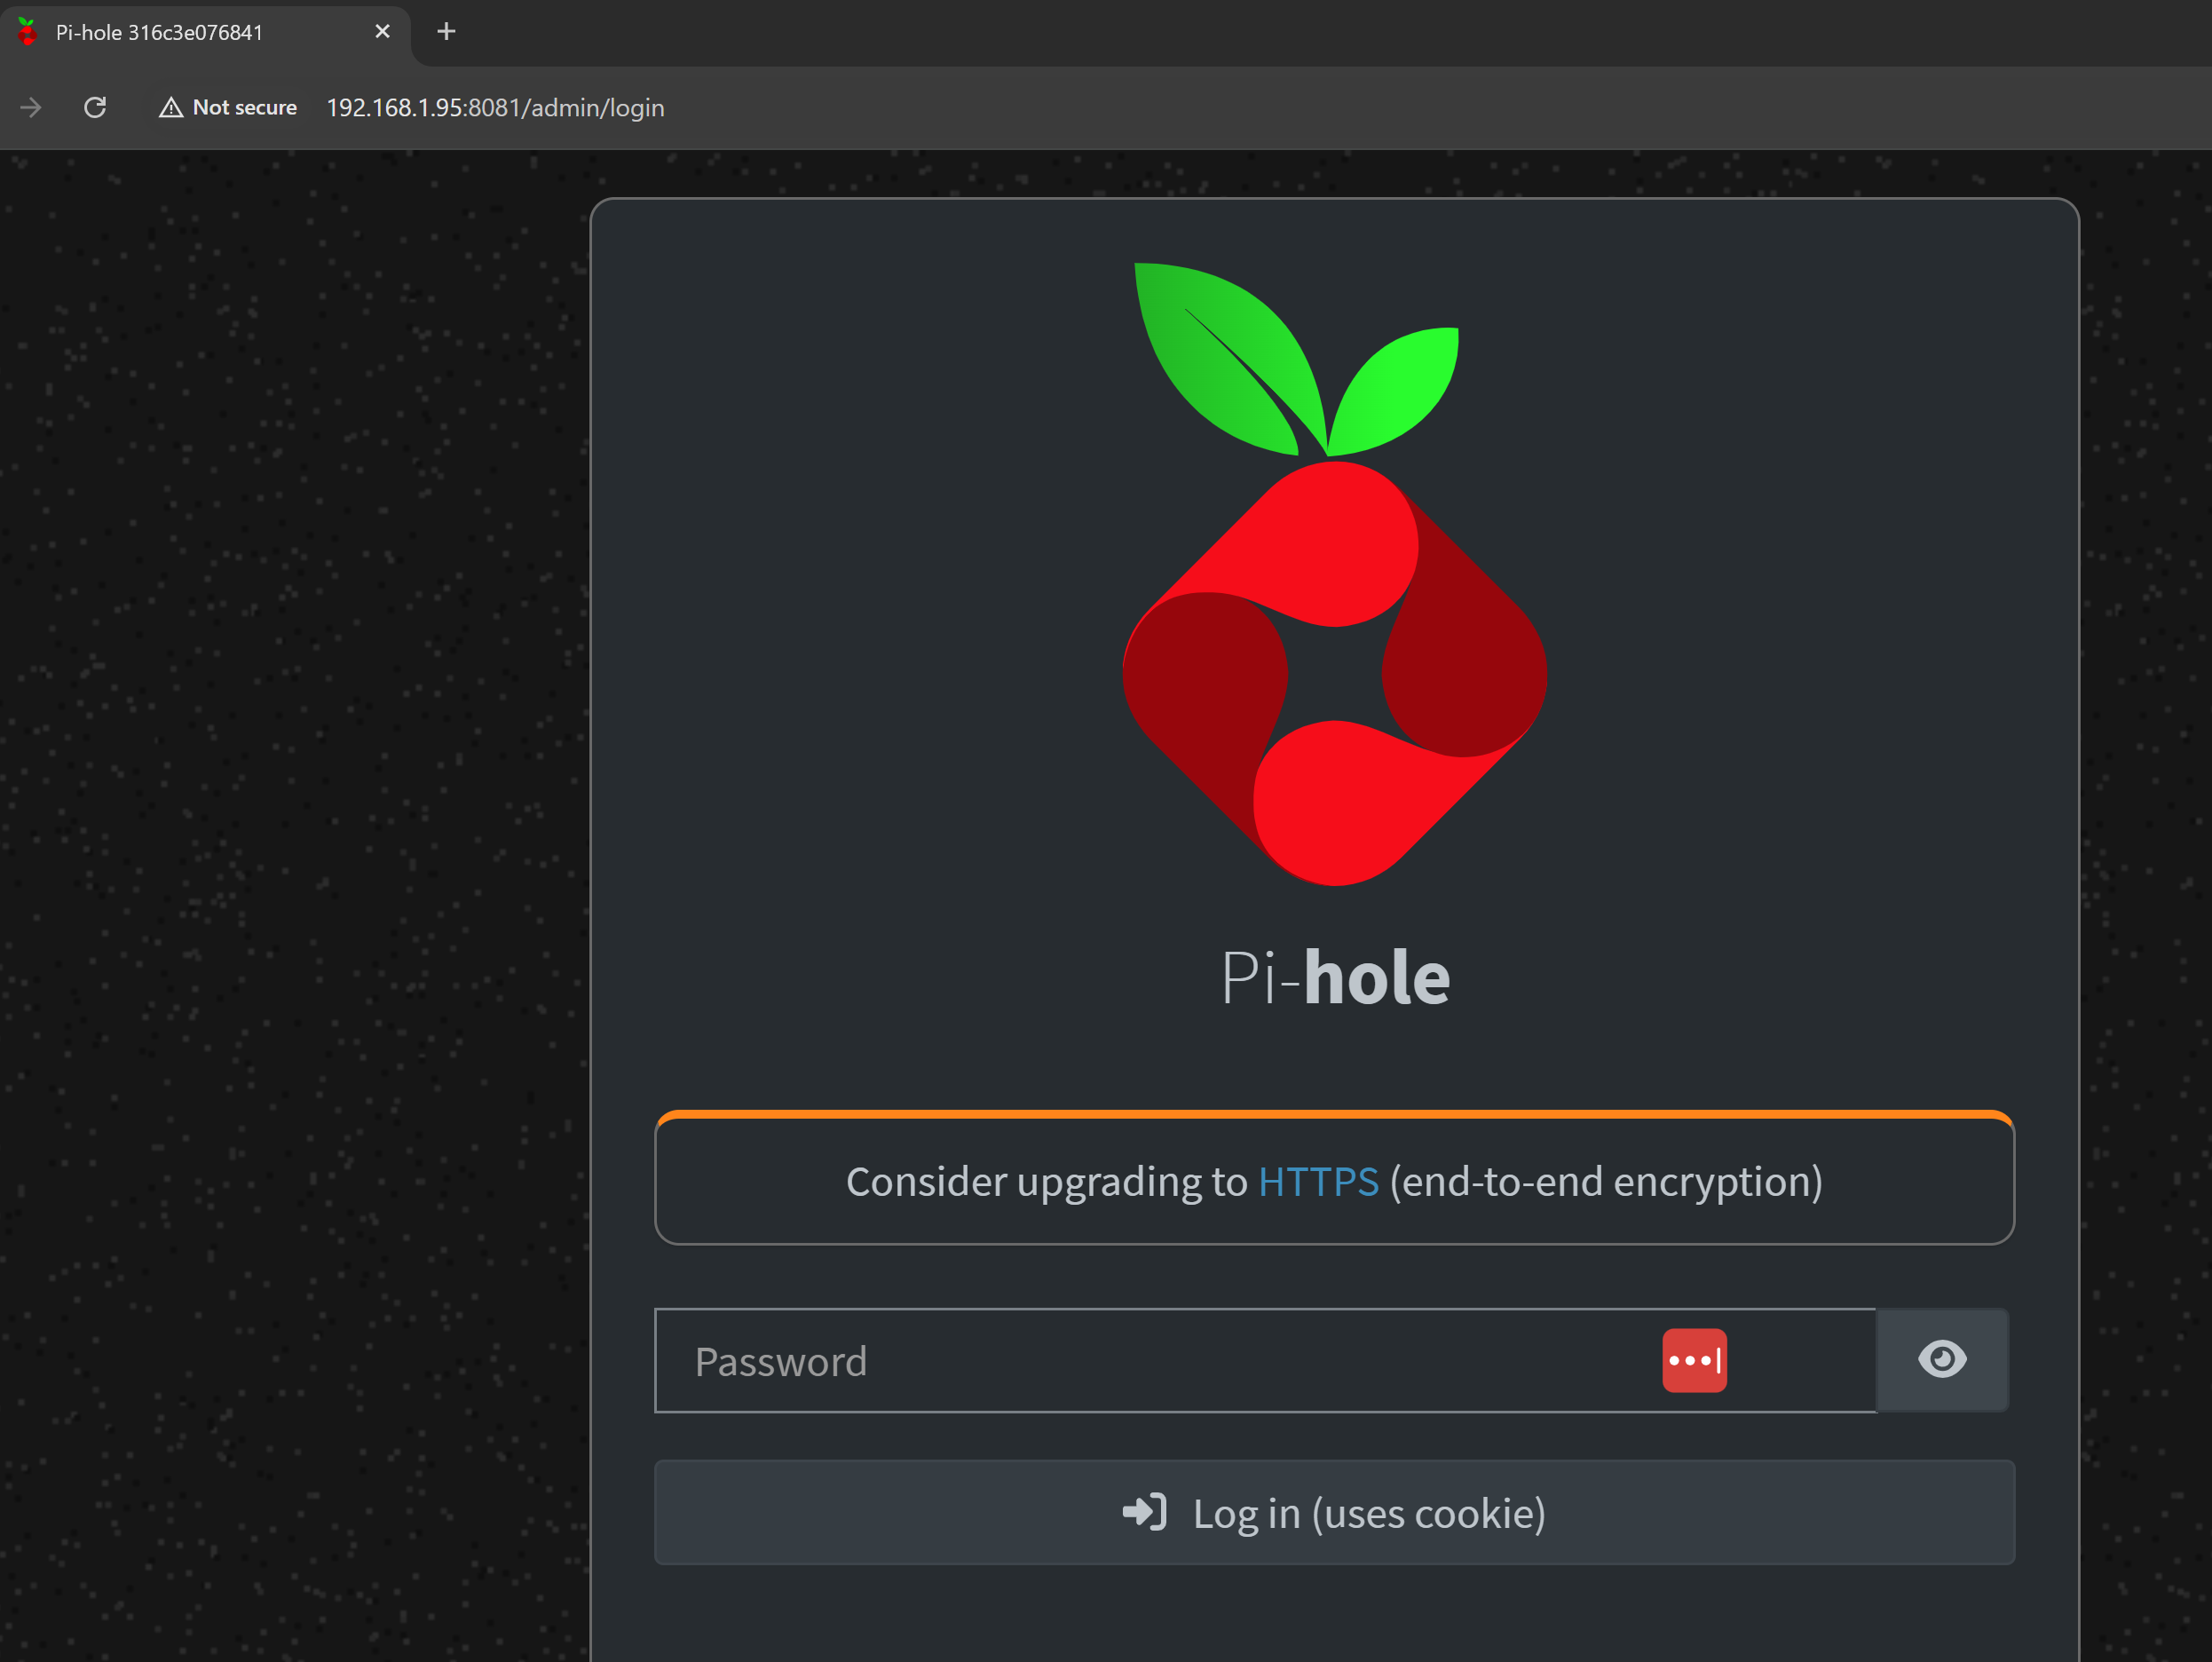 Pi-hole 316c3e076841
Not secure 192.168.1.95:8081/admin/login
Pi-hole
Consider upgrading to HTTPS (end-to-end encryption)
Password
Log in (uses cookie)